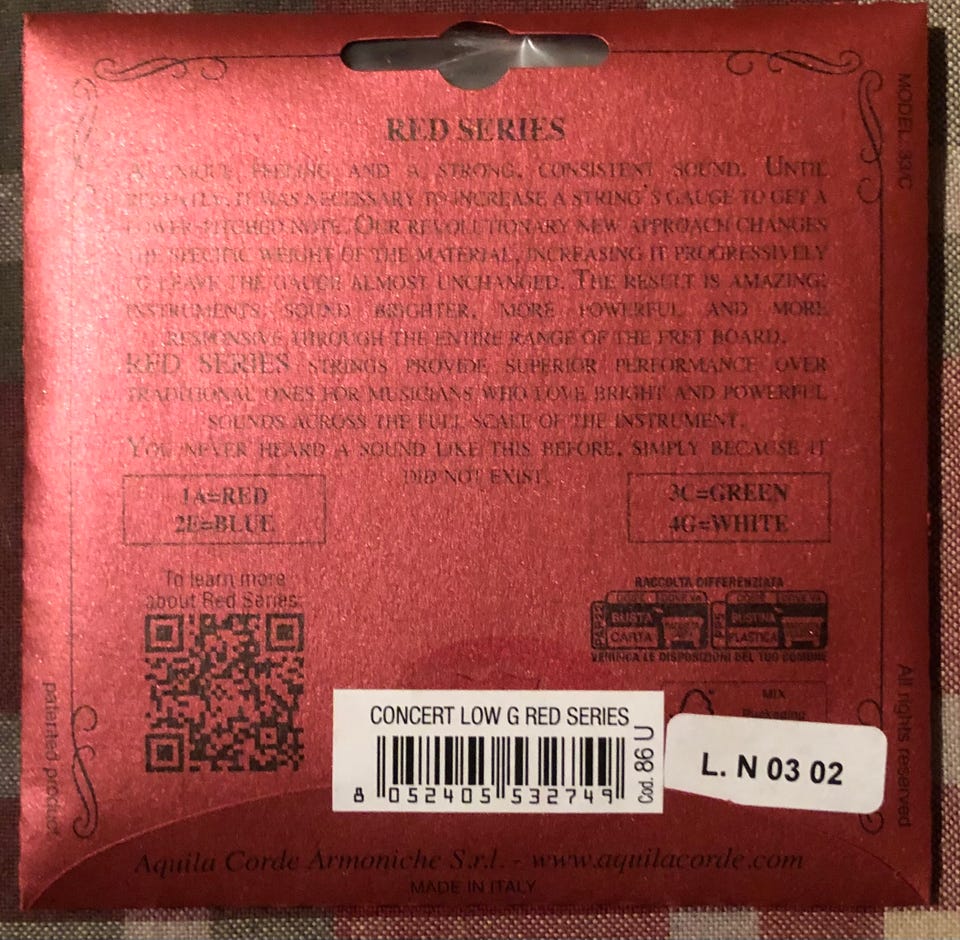 RED SERIES
A UNIQUE FEELING AND A STRONG, CONSISTENT SOUND. UNTIL
RECENTLY, IT WAS NECESSARY TO INCREASE A STRING'S GAUGE TO GET A
LOWER-PITCHED NOTE. OUR REVOLUTIONARY NEW APPROACH CHANGES
THE SPECIFIC WEIGHT OF THE MATERIAL, INCREASING IT PROGRESSIVELY
TO LEAVE THE GAUGE ALMOST UNCHANGED. THE RESULT IS AMAZING:
INSTRUMENTS SOUND BRIGHTER, MORE POWERFUL AND MORE
RESPONSIVE THROUGH THE ENTIRE RANGE OF THE FRET BOARD.
RED SERIES STRINGS PROVIDE SUPERIOR PERFORMANCE OVER
TRADITIONAL ONES FOR MUSICIANS WHO LOVE BRIGHT AND POWERFUL
SOUNDS ACROSS THE FULL SCALE OF THE INSTRUMENT.
YOU NEVER HEARD A SOUND LIKE THIS BEFORE, SIMPLY BECAUSE IT
DID NOT EXIST.
1A=RED
2E=BLUE
3C=GREEN
4G=WHITE
To learn more
about Red Series:
RACCOLTA DIFFERENZIATA
BUSTA
CARTA
BUSTINA
PLASTICA
VERIFICA LE DISPOSIZIONI DEL TUO COMUNE
MIX
Packaging
CONCERT LOW G RED SERIES
8 052405 532749
Cod. 86 U
L. N 03 02
Aquila Corde Armoniche S.r.l. - www.aquilacorde.com
MADE IN ITALY
patented product
MODEL. 93/C
All rights reserved